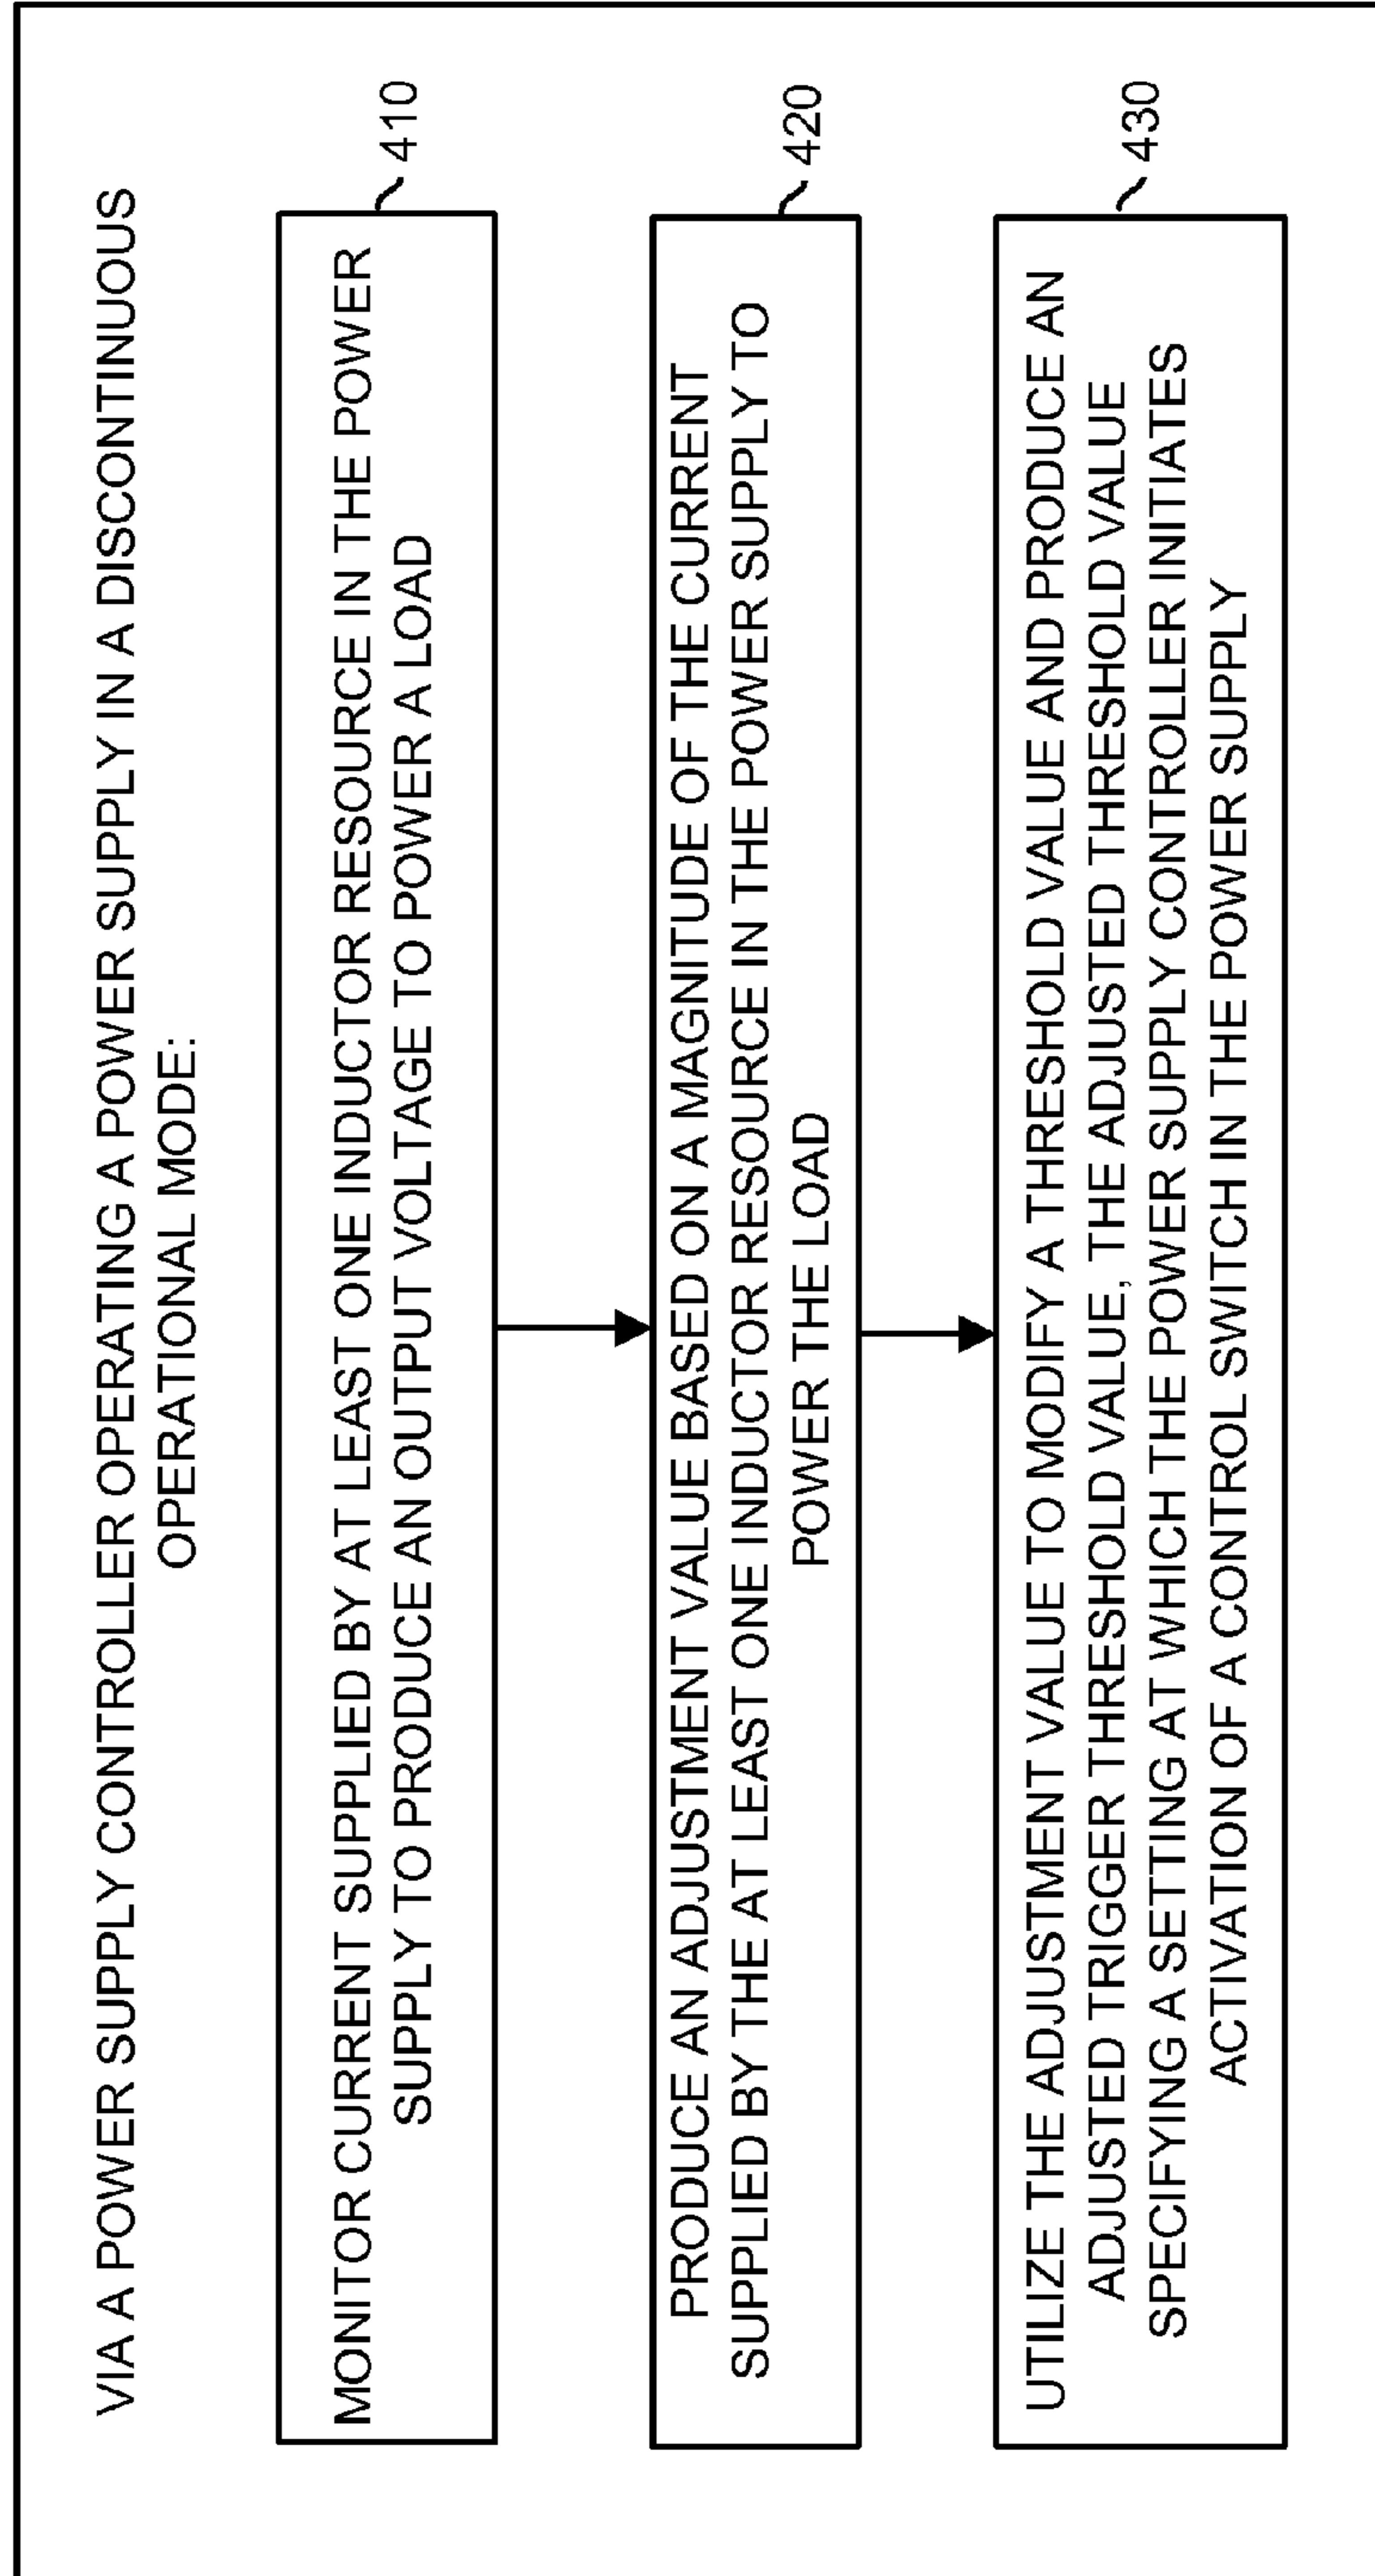 VIA A POWER SUPPLY CONTROLLER OPERATING A POWER SUPPLY IN A DISCONTINUOUS
OPERATIONAL MODE:
410
MONITOR CURRENT SUPPLIED BY AT LEAST ONE INDUCTOR RESOURCE IN THE POWER
SUPPLY TO PRODUCE AN OUTPUT VOLTAGE TO POWER A LOAD
420
PRODUCE AN ADJUSTMENT VALUE BASED ON A MAGNITUDE OF THE CURRENT
SUPPLIED BY THE AT LEAST ONE INDUCTOR RESOURCE IN THE POWER SUPPLY TO
POWER THE LOAD
430
UTILIZE THE ADJUSTMENT VALUE TO MODIFY A THRESHOLD VALUE AND PRODUCE AN
ADJUSTED TRIGGER THRESHOLD VALUE, THE ADJUSTED THRESHOLD VALUE
SPECIFYING A SETTING AT WHICH THE POWER SUPPLY CONTROLLER INITIATES
ACTIVATION OF A CONTROL SWITCH IN THE POWER SUPPLY